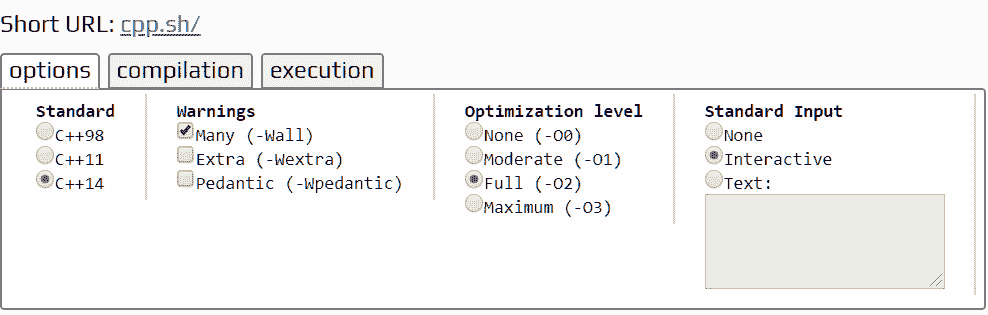 Short URL: cpp.sh/
options compilation execution
Standard
C++98
C++11
C++14
Warnings
Many (-Wall)
Extra (-Wextra)
Pedantic (-Wpedantic)
Optimization level
None (-O0)
Moderate (-O1)
Full (-O2)
Maximum (-O3)
Standard Input
None
Interactive
Text: